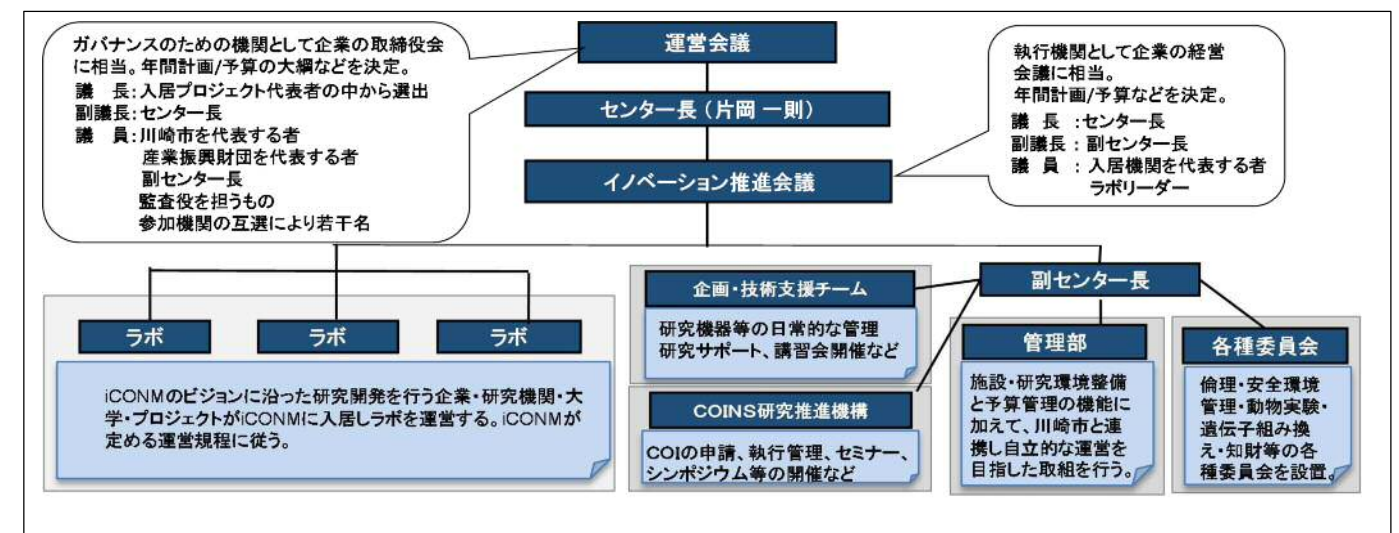 ガバナンスのための機関として企業の取締役会
に相当。年間計画/予算の大綱などを決定。
議　長:入居プロジェクト代表者の中から選出
副議長:センター長
議　員:川崎市を代表する者
産業振興財団を代表する者
副センター長
監査役を担うもの
参加機関の互選により若干名
運営会議
センター長(片岡 一則)
イノベーション推進会議
執行機関として企業の経営
会議に相当。
年間計画/予算などを決定。
議　長　:センター長
副議長:副センター長
議　員　:入居機関を代表する者
ラボリーダー
ラボ
ラボ
ラボ
iCONMのビジョンに沿った研究開発を行う企業・研究機関・大
学・プロジェクトがiCONMに入居しラボを運営する。iCONMが
定める運営規程に従う。
企画・技術支援チーム
研究機器等の日常的な管理
研究サポート、講習会開催など
COINS研究推進機構
COIの申請、執行管理、セミナー、
シンポジウム等の開催など
副センター長
管理部
施設・研究環境整備
と予算管理の機能に
加えて、川崎市と連
携し自立的な運営を
目指した取組を行う。
各種委員会
倫理・安全環境
管理・動物実験・
遺伝子組み換
え・知財等の各
種委員会を設置。